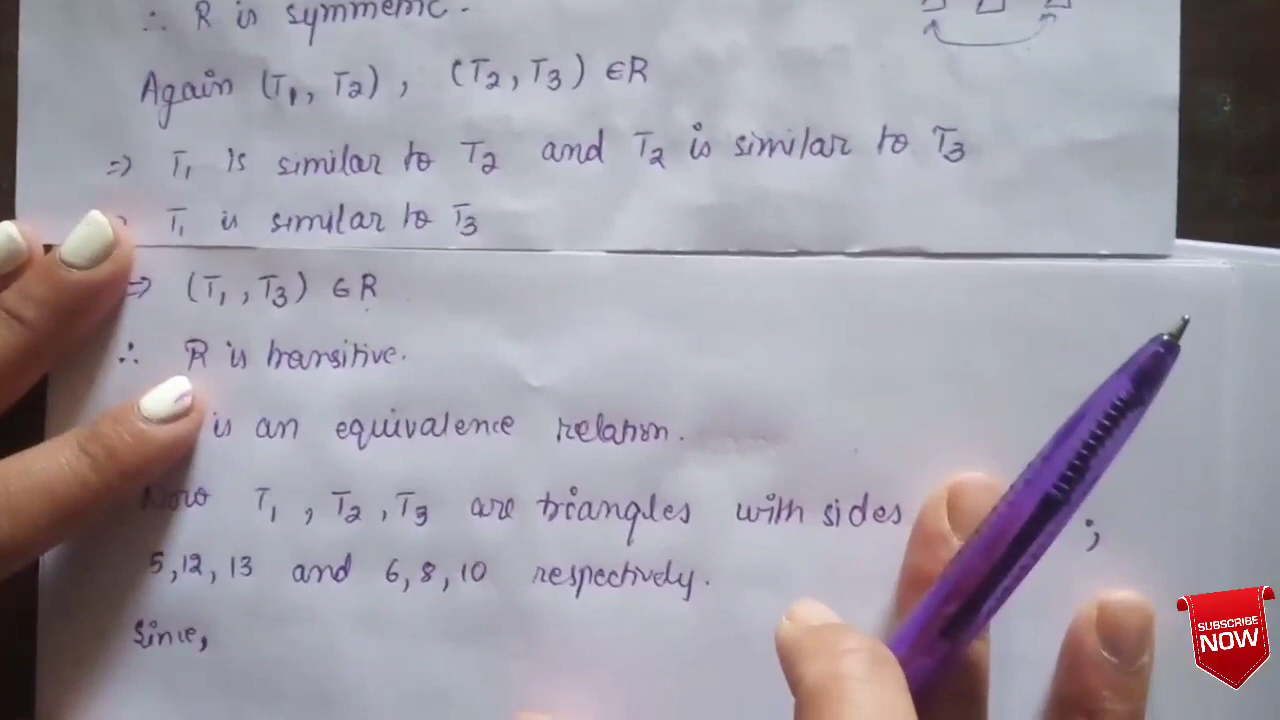 ∴ R is symmetric.
Again (T1, T2), (T2, T3) ∈R
⇒ T1 is similar to T2 and T2 is similar to T3
T1 is similar to T3
⇒ (T1, T3) ∈ R
∴ R is transitive.
is an equivalence relation.
Now T1, T2, T3 are triangles with sides ;
5, 12, 13 and 6, 8, 10 respectively.
Since,
SUBSCRIBE
NOW